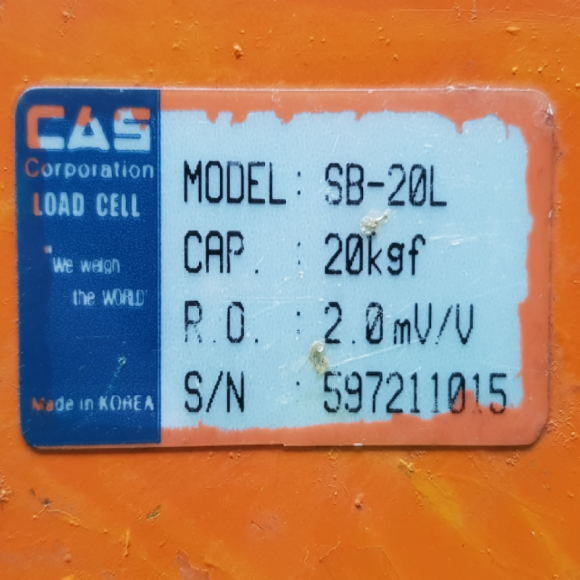 CAS
Corporation
LOAD CELL
"We weigh
the WORLD"
Made in KOREA
MODEL : SB-20L
CAP. : 20kgf
R.O. : 2.0mV/V
S/N : 597211015